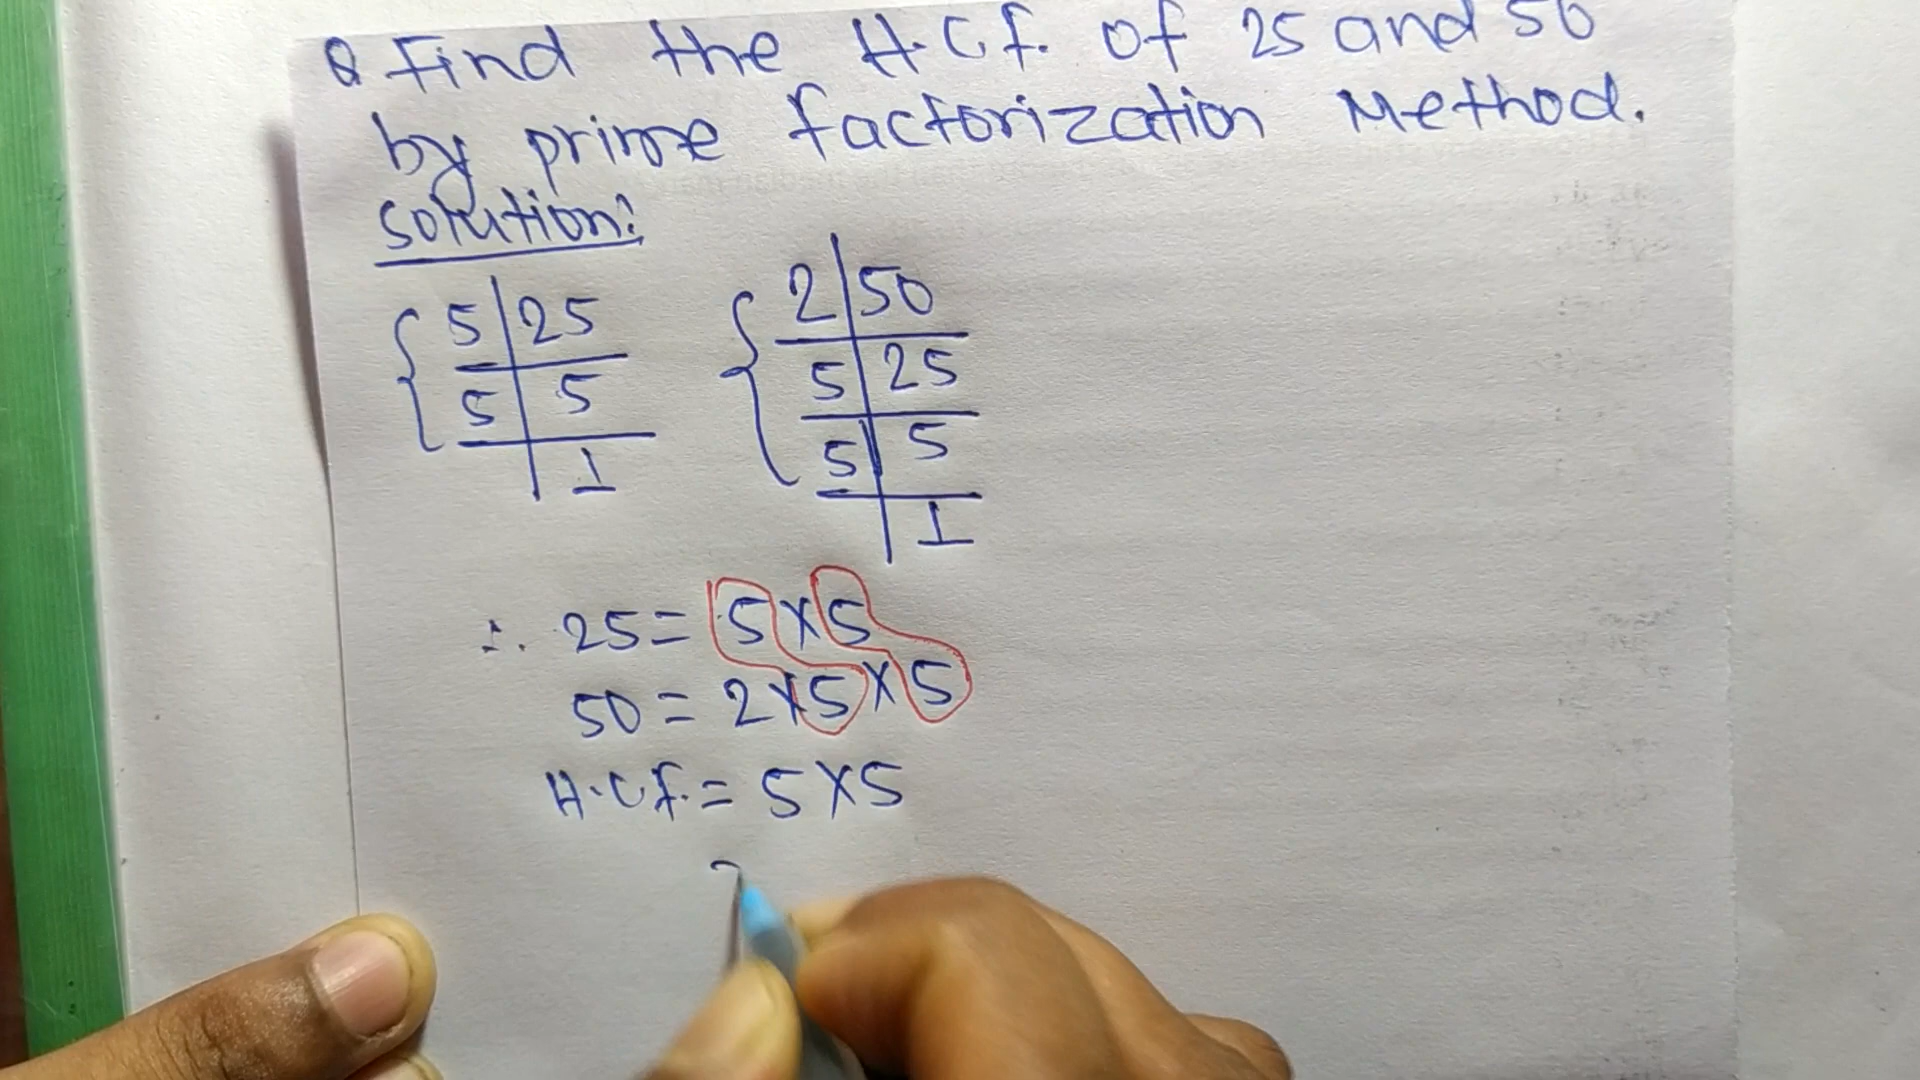 Q Find the H.C.F. of 25 and 50
by prime factorization Method.
solution:
5 | 25
5 | 5
1
2 | 50
5 | 25
5 | 5
1
∴ 25 = 5×5
50 = 2×5×5
H.C.F. = 5×5